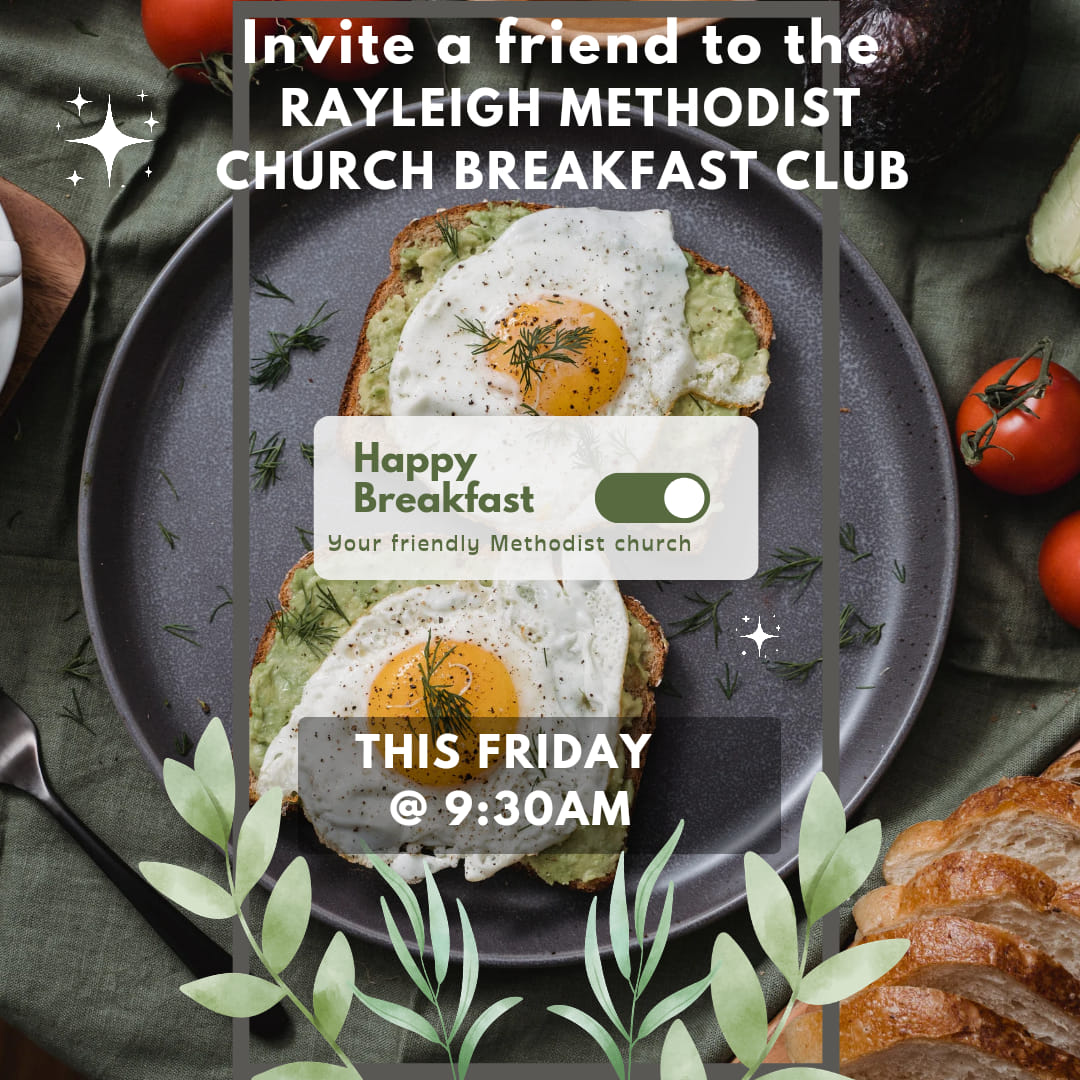 Invite a friend to the
RAYLEIGH METHODIST
CHURCH BREAKFAST CLUB
Happy
Breakfast
Your friendly Methodist church
THIS FRIDAY
@ 9:30AM